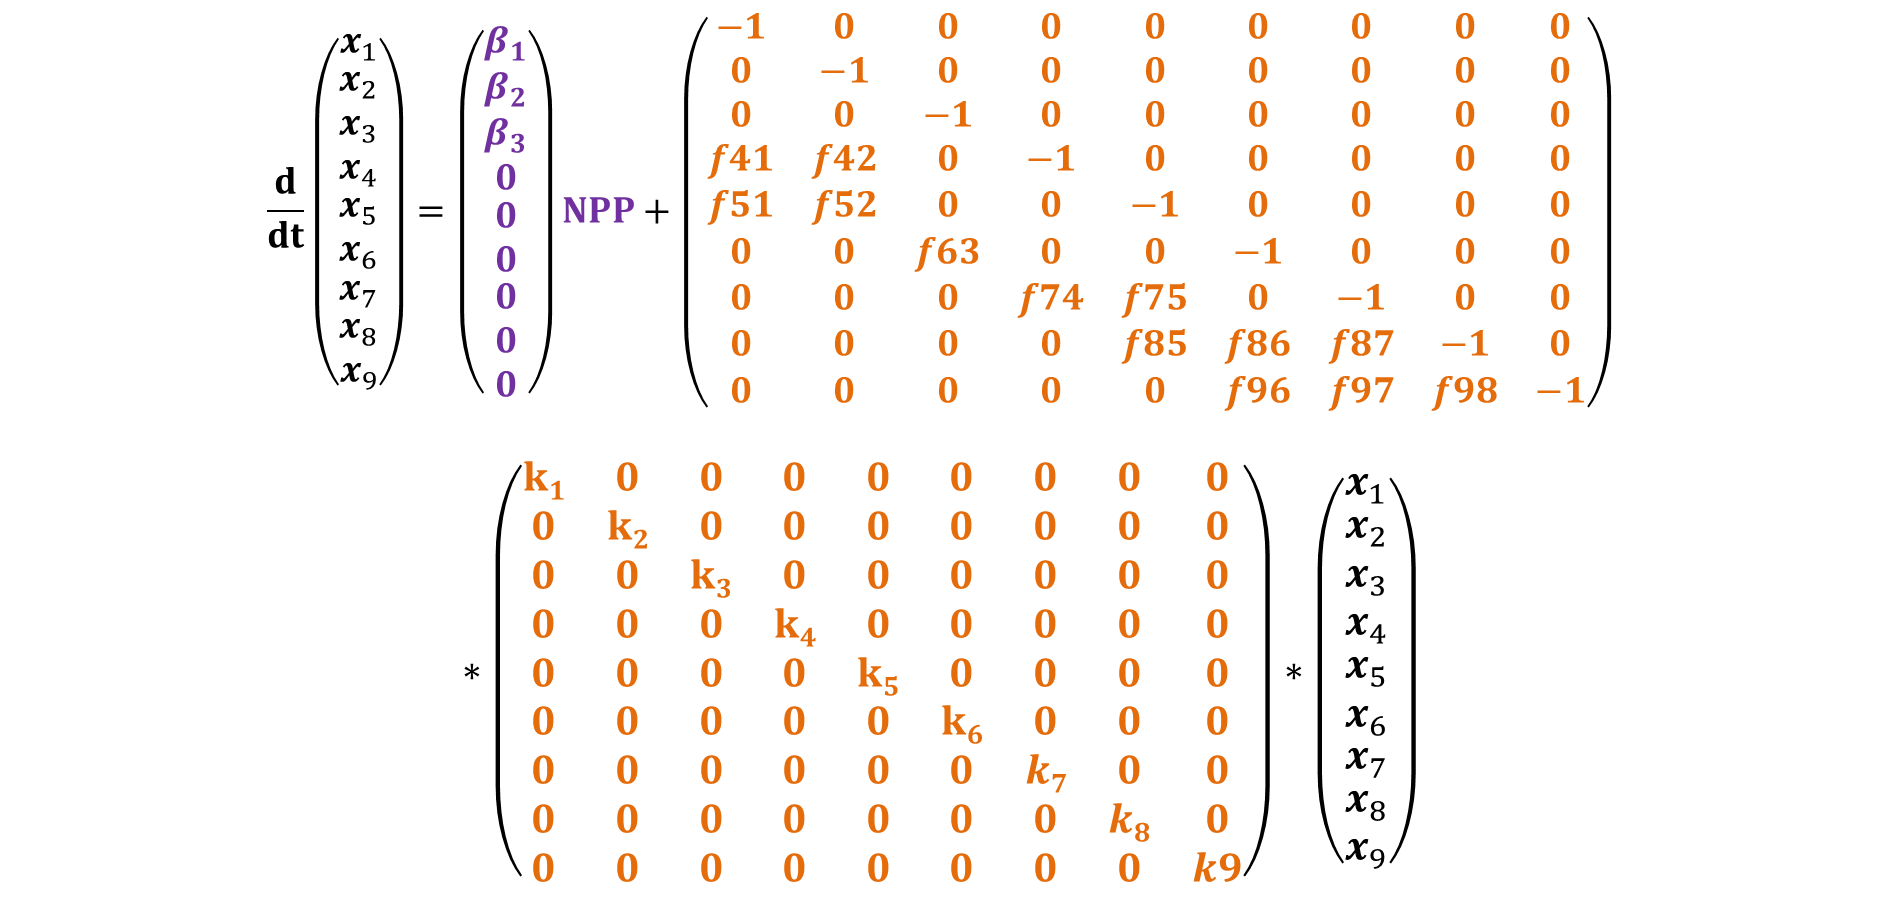 d/dt (x₁ x₂ x₃ x₄ x₅ x₆ x₇ x₈ x₉) = (β₁ β₂ β₃ 0 0 0 0 0 0) NPP +
−1 0 0 0 0 0 0 0 0
0 −1 0 0 0 0 0 0 0
0 0 −1 0 0 0 0 0 0
f41 f42 0 −1 0 0 0 0 0
f51 f52 0 0 −1 0 0 0 0
0 0 f63 0 0 −1 0 0 0
0 0 0 f74 f75 0 −1 0 0
0 0 0 0 f85 f86 f87 −1 0
0 0 0 0 0 f96 f97 f98 −1
*
k₁ 0 0 0 0 0 0 0 0
0 k₂ 0 0 0 0 0 0 0
0 0 k₃ 0 0 0 0 0 0
0 0 0 k₄ 0 0 0 0 0
0 0 0 0 k₅ 0 0 0 0
0 0 0 0 0 k₆ 0 0 0
0 0 0 0 0 0 k₇ 0 0
0 0 0 0 0 0 0 k₈ 0
0 0 0 0 0 0 0 0 k9
* (x₁ x₂ x₃ x₄ x₅ x₆ x₇ x₈ x₉)